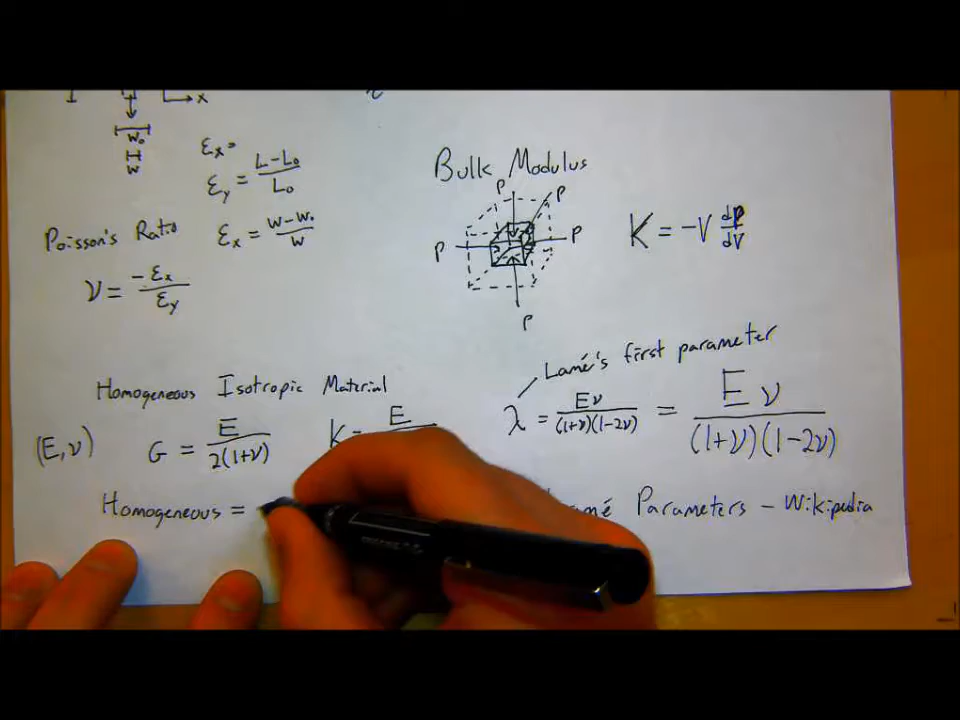 x
W₀
W
εx=
εy = L-L₀/L₀
Poisson's Ratio
εx = W-W₀/W
ν = -εx/εy
Bulk Modulus
P
P
P
P
P
K = -V dP/dV
Homogeneous Isotropic Material
Lamé's first parameter
(E,ν)
G = E/2(1+ν)
K = E
λ = Eν/(1+ν)(1-2ν) = Eν/(1+ν)(1-2ν)
Homogeneous =
Parameters - Wikipedia